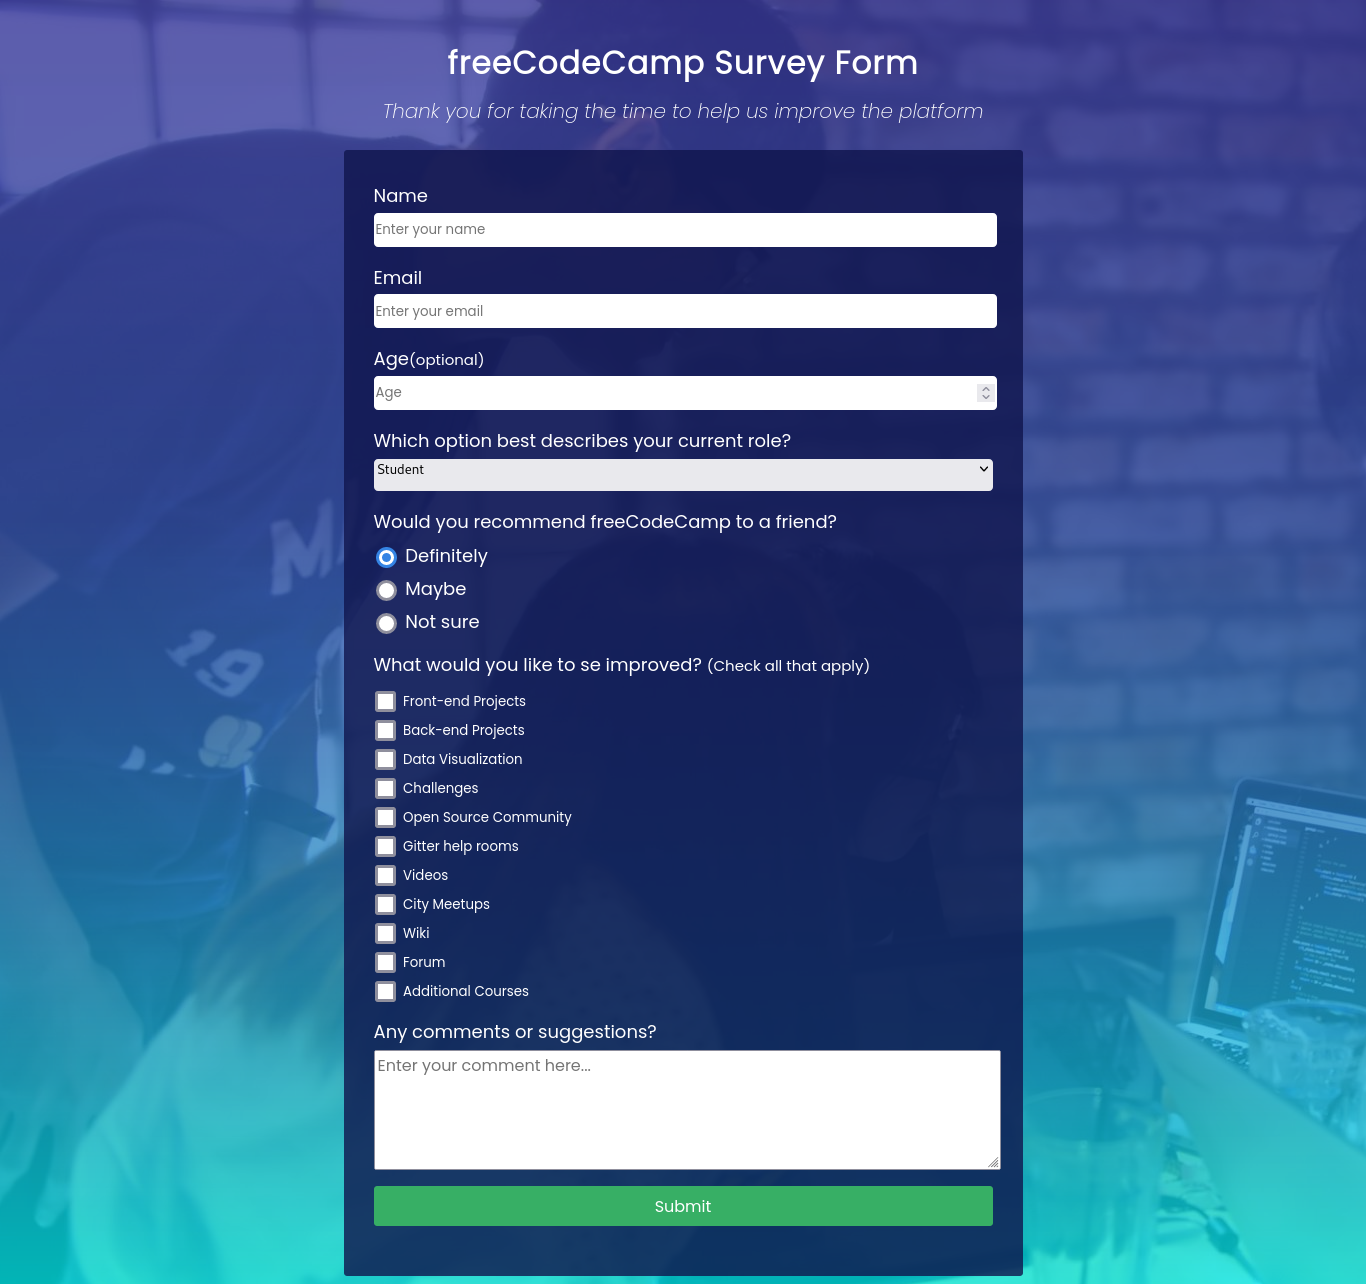 freeCodeCamp Survey Form
Thank you for taking the time to help us improve the platform
Name
Enter your name
Email
Enter your email
Age(optional)
Age
Which option best describes your current role?
Student
Would you recommend freeCodeCamp to a friend?
Definitely
Maybe
Not sure
What would you like to se improved? (Check all that apply)
Front-end Projects
Back-end Projects
Data Visualization
Challenges
Open Source Community
Gitter help rooms
Videos
City Meetups
Wiki
Forum
Additional Courses
Any comments or suggestions?
Enter your comment here...
Submit
19